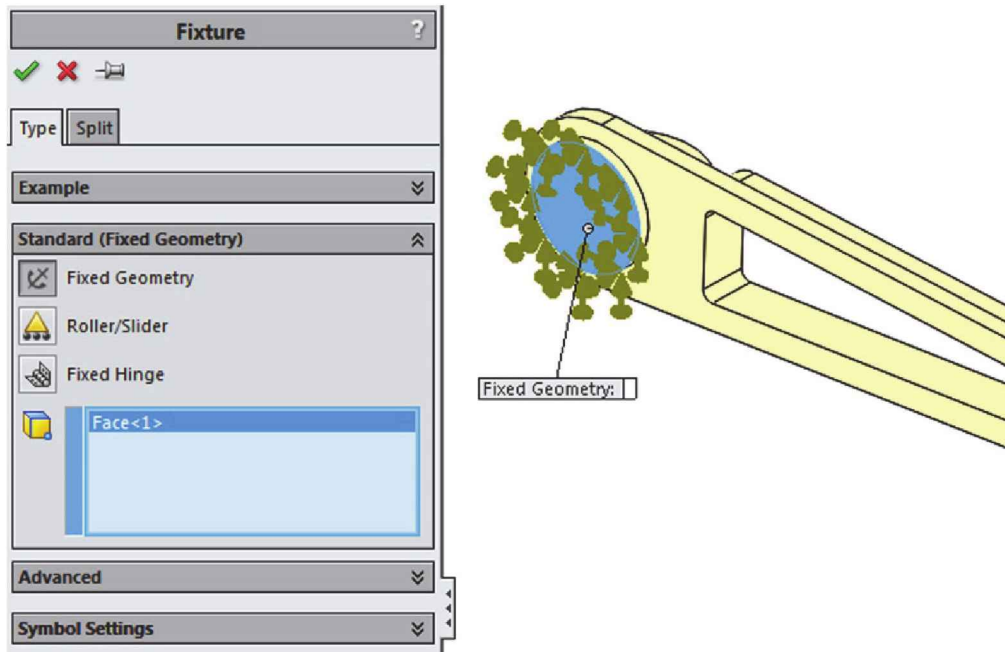 Fixture ?
Type Split
Example
Standard (Fixed Geometry)
Fixed Geometry
Roller/Slider
Fixed Hinge
Face<1>
Fixed Geometry:
Advanced
Symbol Settings